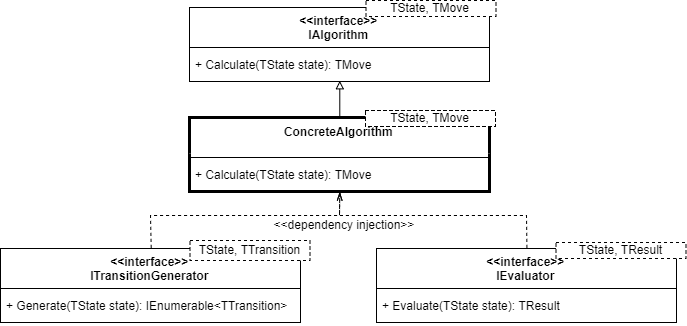 TState, TMove
<<interface>>
IAlgorithm
+ Calculate(TState state): TMove
TState, TMove
ConcreteAlgorithm
+ Calculate(TState state): TMove
<<dependency injection>>
TState, TTransition
<<interface>>
ITransitionGenerator
+ Generate(TState state): IEnumerable<TTransition>
TState, TResult
<<interface>>
IEvaluator
+ Evaluate(TState state): TResult